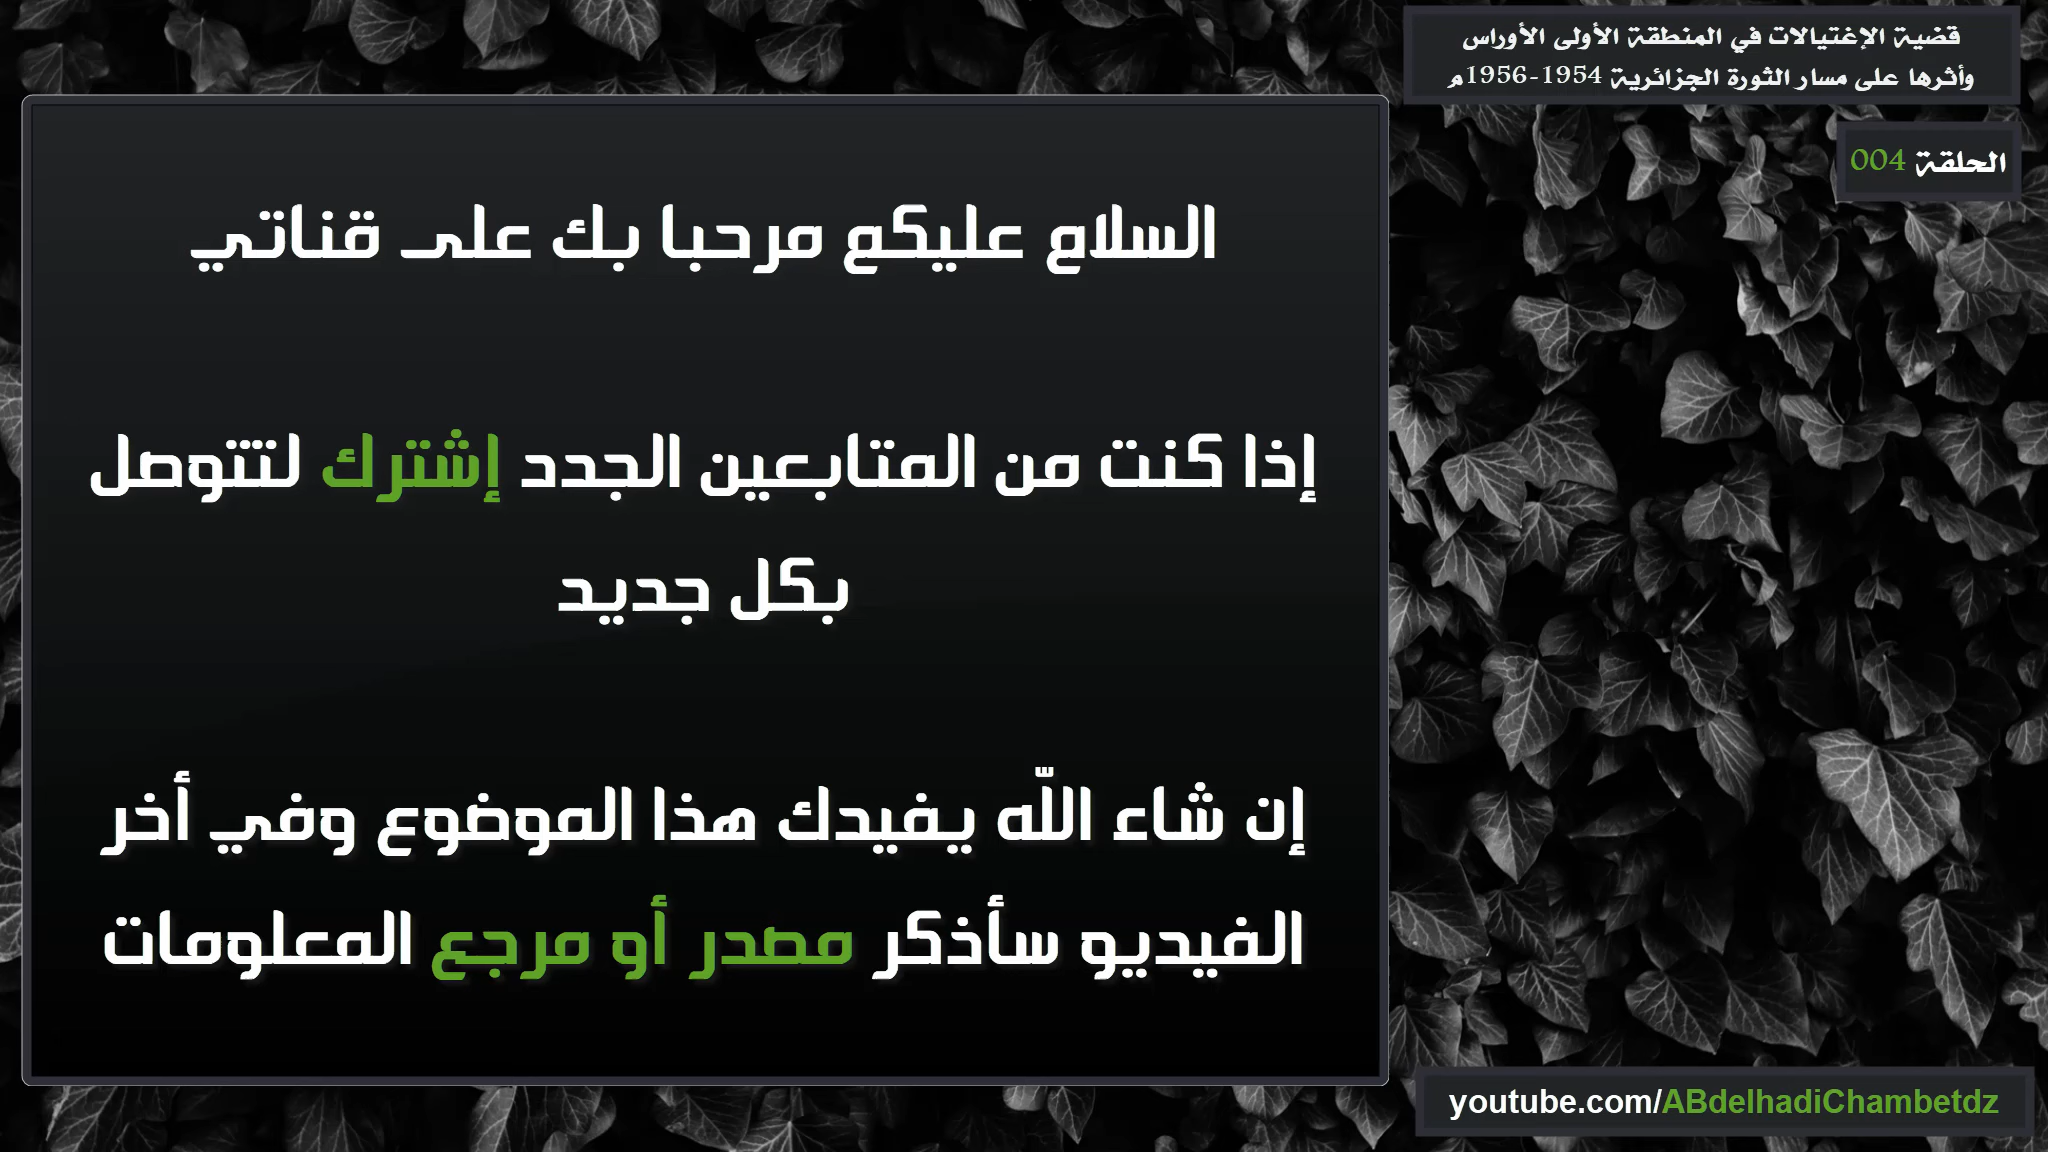 قضية الإغتيالات في المنطقة الأولى الأوراس
وأثرها على مسار الثورة الجزائرية 1954-1956م
الحلقة 004
السلام عليكم مرحبا بك على قناتي
إذا كنت من المتابعين الجدد إشترك لتتوصل
بكل جديد
إن شاء اللّه يفيدك هذا الموضوع وفي أخر
الفيديو سأذكر مصدر أو مرجع المعلومات
youtube.com/ABdelhadiChambetdz